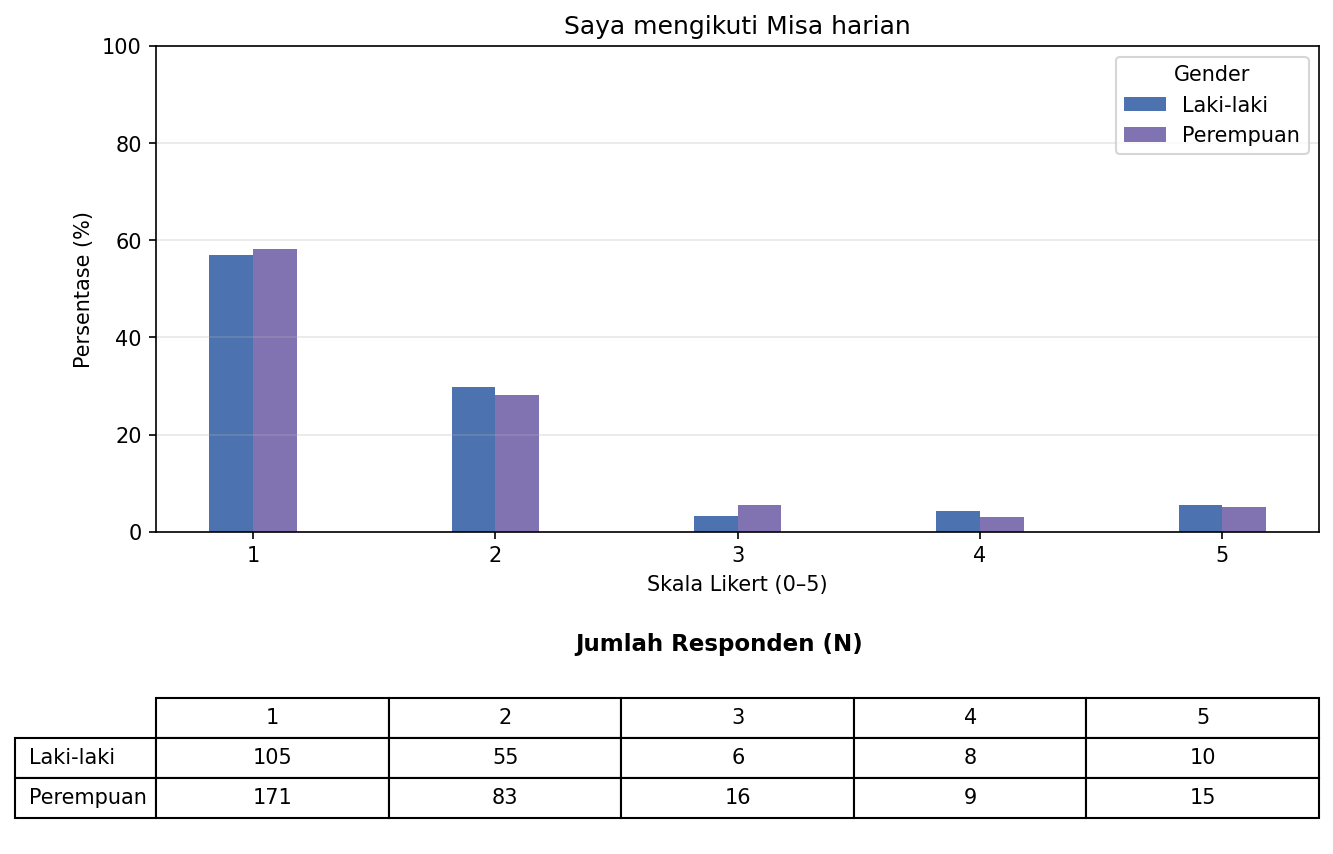 Saya mengikuti Misa harian
100
80
60
40
20
0
Persentase (%)
Gender
Laki-laki
Perempuan
1 2 3 4 5
Skala Likert (0–5)
Jumlah Responden (N)
1 2 3 4 5
Laki-laki 105 55 6 8 10
Perempuan 171 83 16 9 15